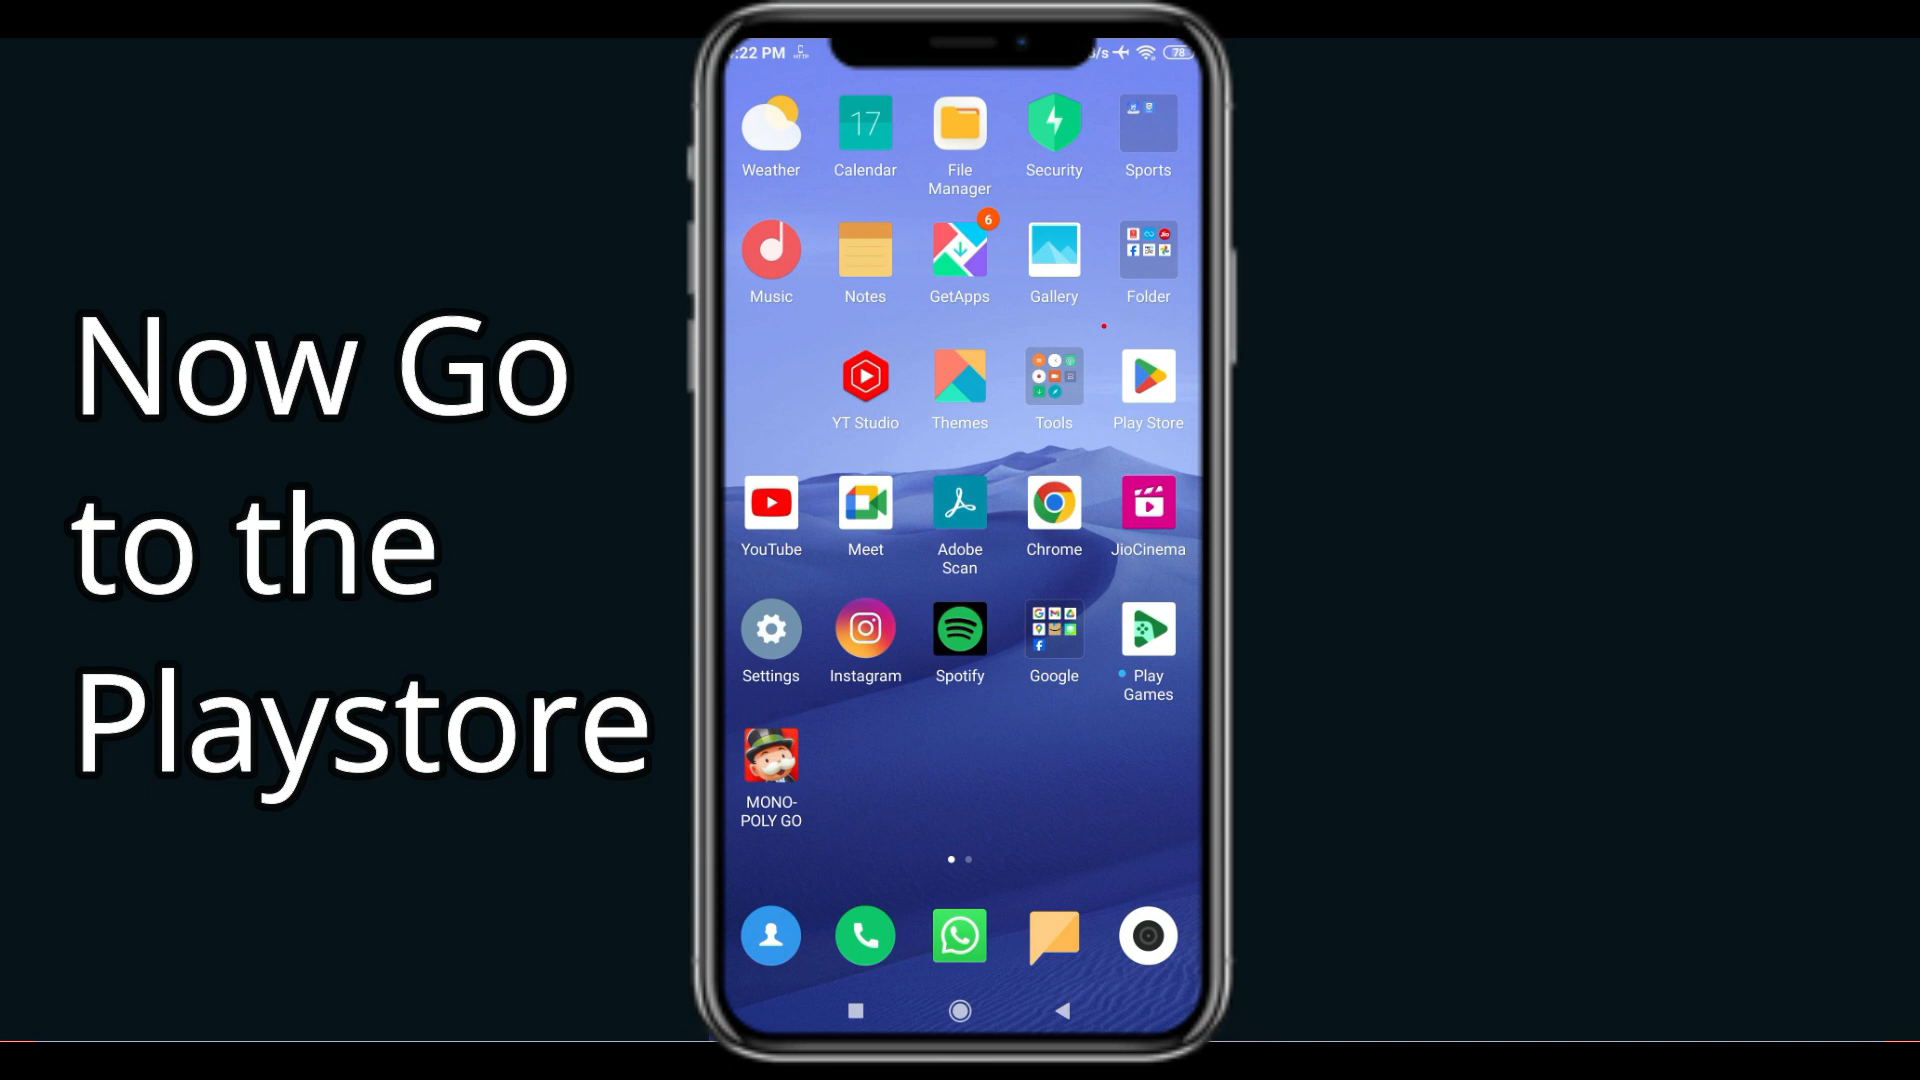 Now Go
to the
Playstore
:22 PM
/s 78
Weather
17
Calendar
File
Manager
Security
Sports
Music
Notes
6
GetApps
Gallery
Folder
YT Studio
Themes
Tools
Play Store
YouTube
Meet
Adobe
Scan
Chrome
JioCinema
Settings
Instagram
Spotify
Google
Play
Games
MONO-
POLY GO